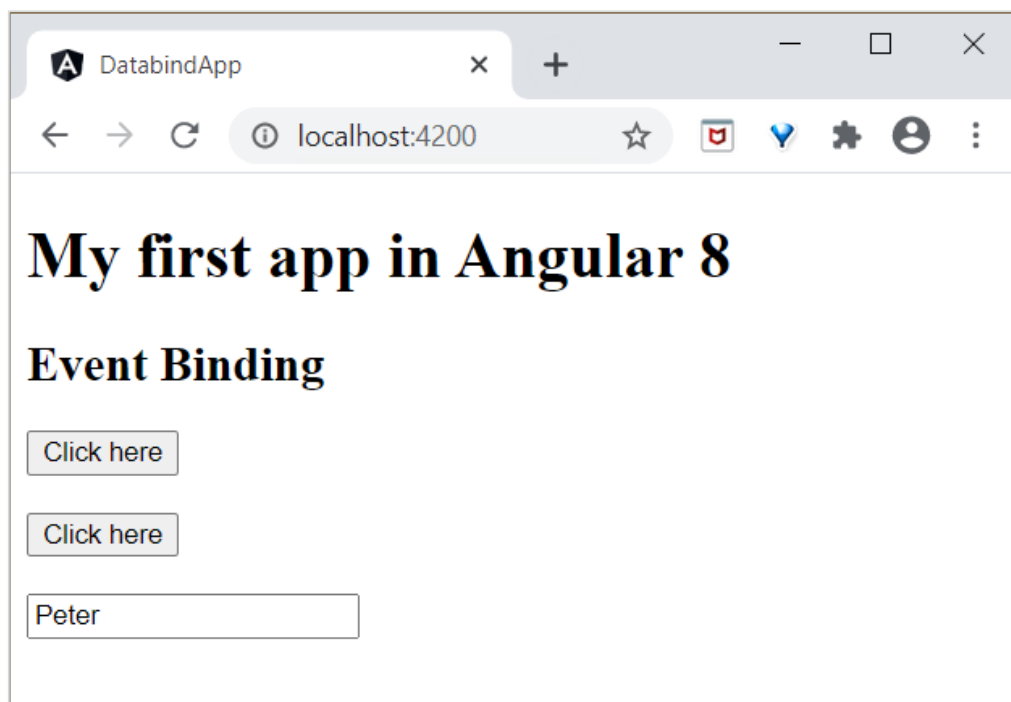 DatabindApp
localhost:4200
My first app in Angular 8
Event Binding
Click here
Click here
Peter